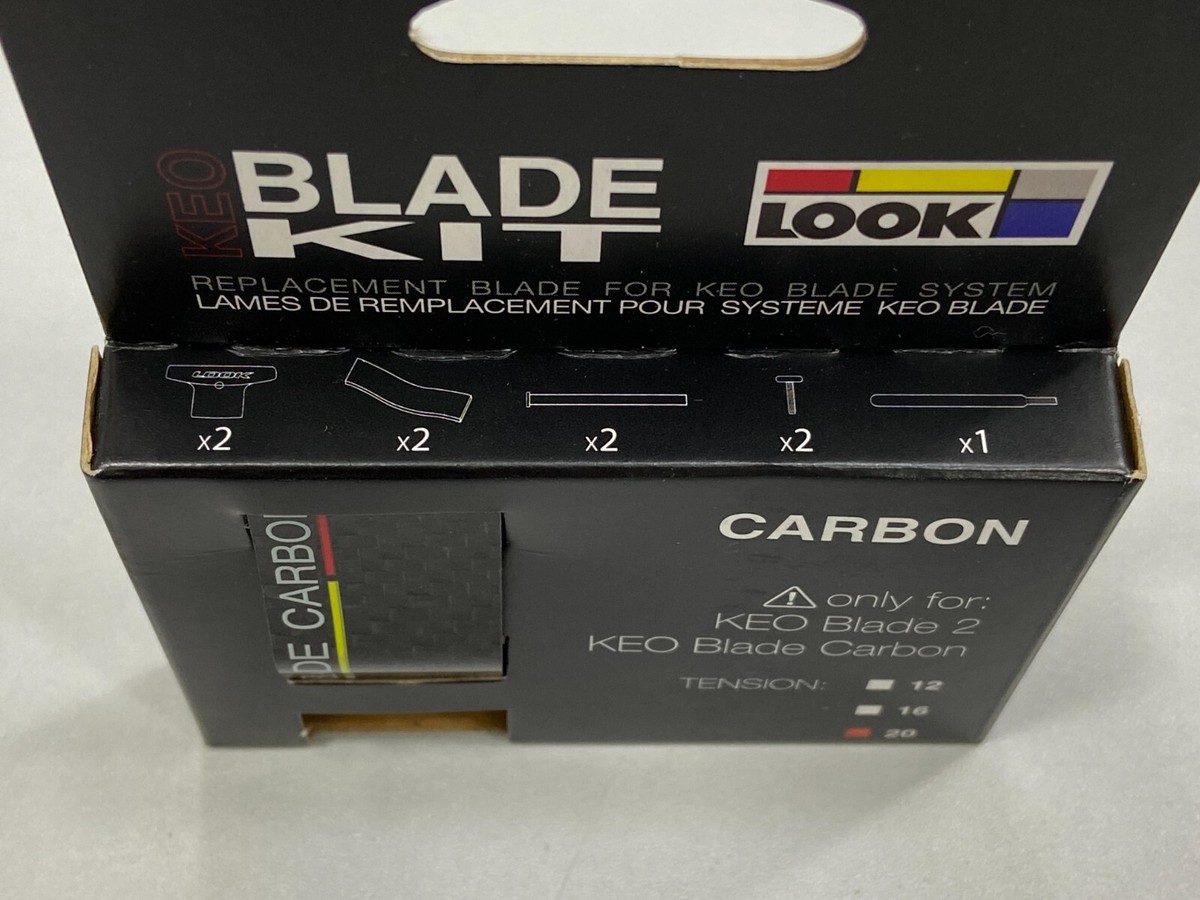 KEO
BLADE
KIT
LOOK
REPLACEMENT BLADE FOR KEO BLADE SYSTEM
LAMES DE REMPLACEMENT POUR SYSTEME KEO BLADE
LOOK
x2 x2 x2 x2 x1
DE CARBO
CARBON
only for:
KEO Blade 2
KEO Blade Carbon
TENSION: 12
16
20